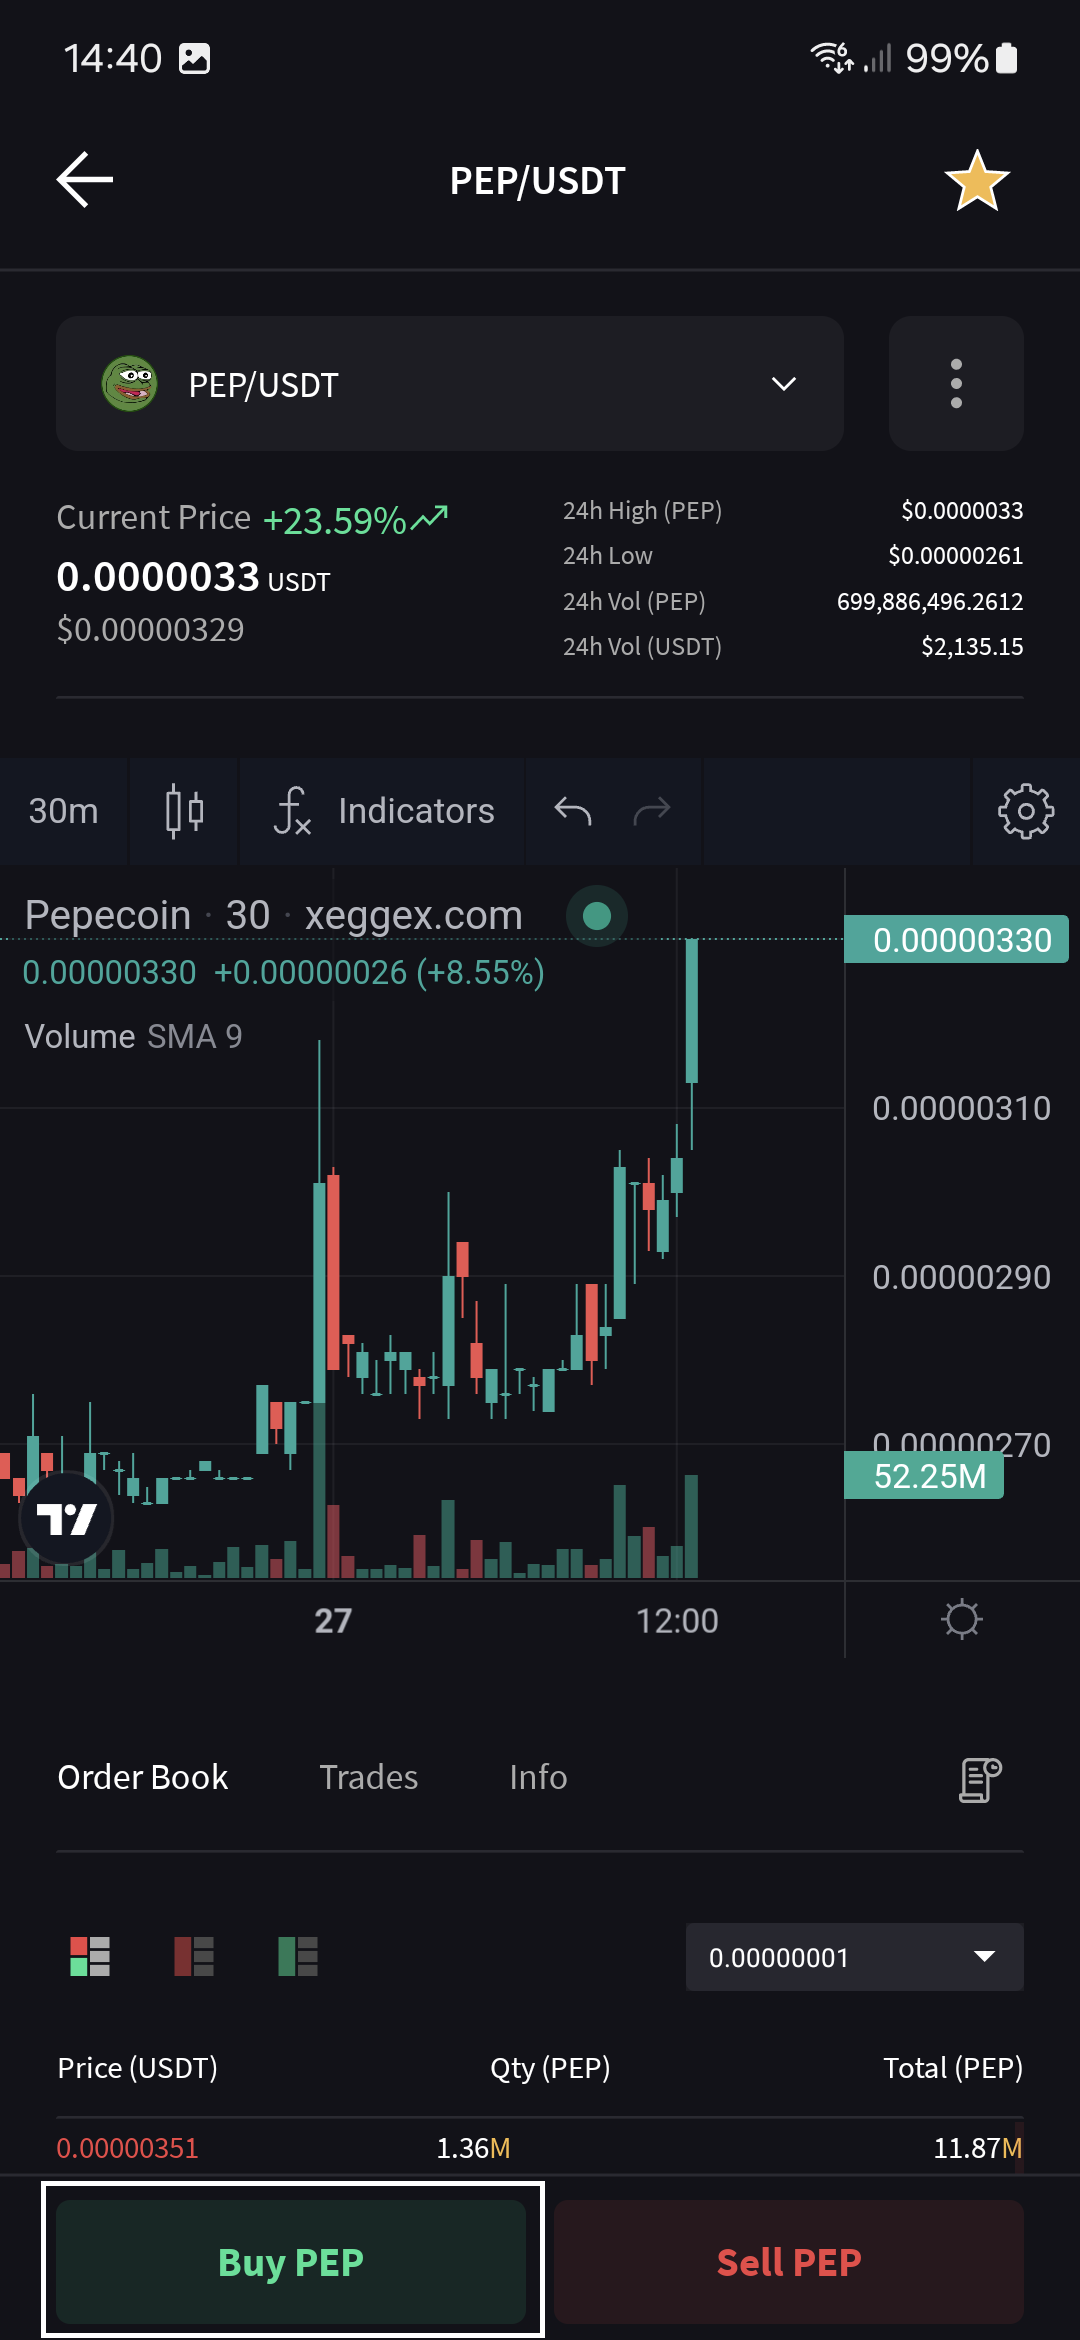 14:40 6 99%
PEP/USDT
PEP/USDT
Current Price +23.59%
0.0000033 USDT
$0.00000329
24h High (PEP) $0.0000033
24h Low $0.00000261
24h Vol (PEP) 699,886,496.2612
24h Vol (USDT) $2,135.15
30m Indicators
Pepecoin · 30 · xeggex.com
0.00000330
0.00000330 +0.00000026 (+8.55%)
Volume SMA 9
0.00000310
0.00000290
0.00000270
52.25M
27 12:00
Order Book Trades Info
0.00000001
Price (USDT) Qty (PEP) Total (PEP)
0.00000351 1.36M 11.87M
Buy PEP Sell PEP